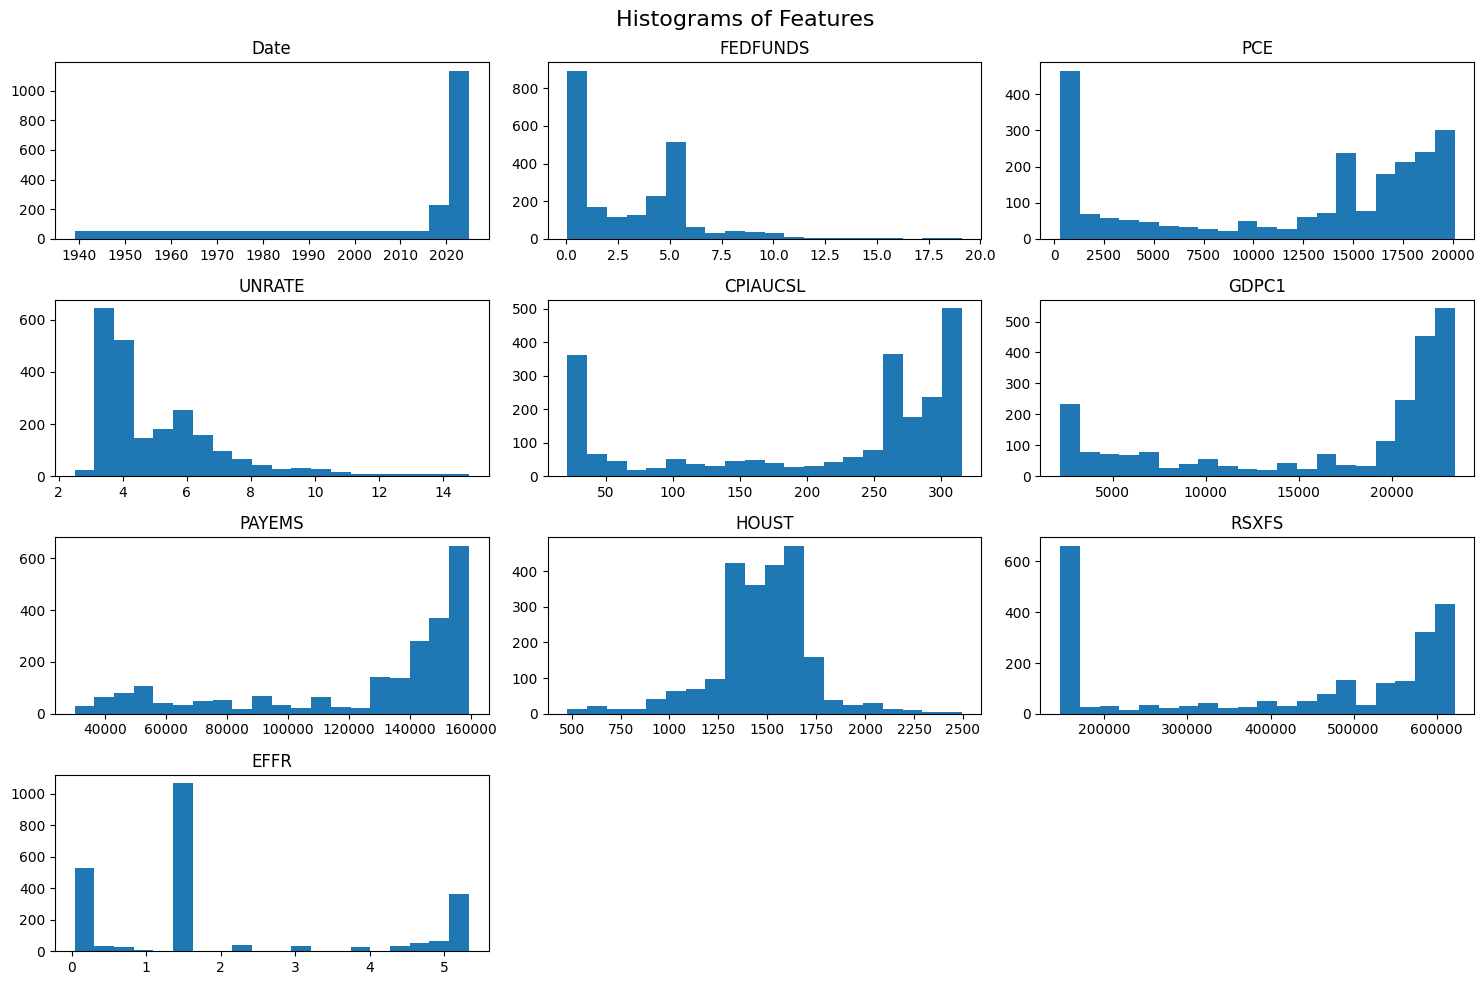 Histograms of Features
Date
FEDFUNDS
PCE
1000
800
600
400
200
0
1940 1950 1960 1970 1980 1990 2000 2010 2020
800
600
400
200
0
0.0 2.5 5.0 7.5 10.0 12.5 15.0 17.5 20.0
400
300
200
100
0
0 2500 5000 7500 10000 12500 15000 17500 20000
UNRATE
CPIAUCSL
GDPC1
600
400
200
0
2 4 6 8 10 12 14
500
400
300
200
100
0
50 100 150 200 250 300
500
400
300
200
100
0
5000 10000 15000 20000
PAYEMS
HOUST
RSXFS
600
400
200
0
40000 60000 80000 100000 120000 140000 160000
400
300
200
100
0
500 750 1000 1250 1500 1750 2000 2250 2500
600
400
200
0
200000 300000 400000 500000 600000
EFFR
1000
800
600
400
200
0
0 1 2 3 4 5